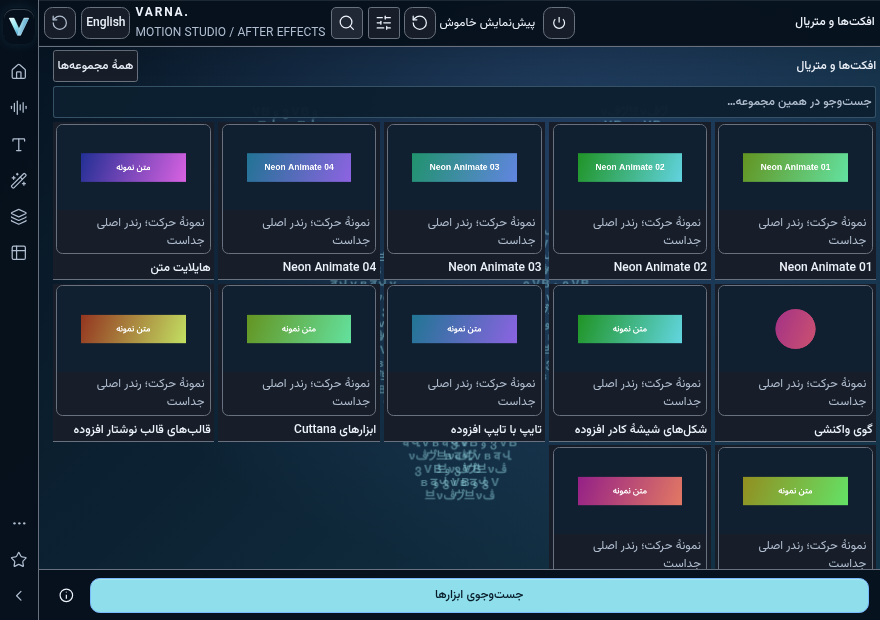 افکت‌ها و متریال
پیش‌نمایش خاموش
VARNA.
MOTION STUDIO / AFTER EFFECTS
English
افکت‌ها و متریال
همهٔ مجموعه‌ها
جست‌وجو در همین مجموعه...
Neon Animate 01
نمونهٔ حرکت؛ رندر اصلی
جداست
Neon Animate 01
Neon Animate 02
نمونهٔ حرکت؛ رندر اصلی
جداست
Neon Animate 02
Neon Animate 03
نمونهٔ حرکت؛ رندر اصلی
جداست
Neon Animate 03
Neon Animate 04
نمونهٔ حرکت؛ رندر اصلی
جداست
Neon Animate 04
متن نمونه
نمونهٔ حرکت؛ رندر اصلی
جداست
هایلایت متن
نمونهٔ حرکت؛ رندر اصلی
جداست
گوی واکنشی
متن نمونه
نمونهٔ حرکت؛ رندر اصلی
جداست
شکل‌های شیشهٔ کادر افزوده
متن نمونه
نمونهٔ حرکت؛ رندر اصلی
جداست
تایپ با تایپ افزوده
متن نمونه
نمونهٔ حرکت؛ رندر اصلی
جداست
ابزارهای Cuttana
متن نمونه
نمونهٔ حرکت؛ رندر اصلی
جداست
قالب‌های قالب نوشتار افزوده
متن نمونه
نمونهٔ حرکت؛ رندر اصلی
جداست
متن نمونه
نمونهٔ حرکت؛ رندر اصلی
جداست
جست‌وجوی ابزارها